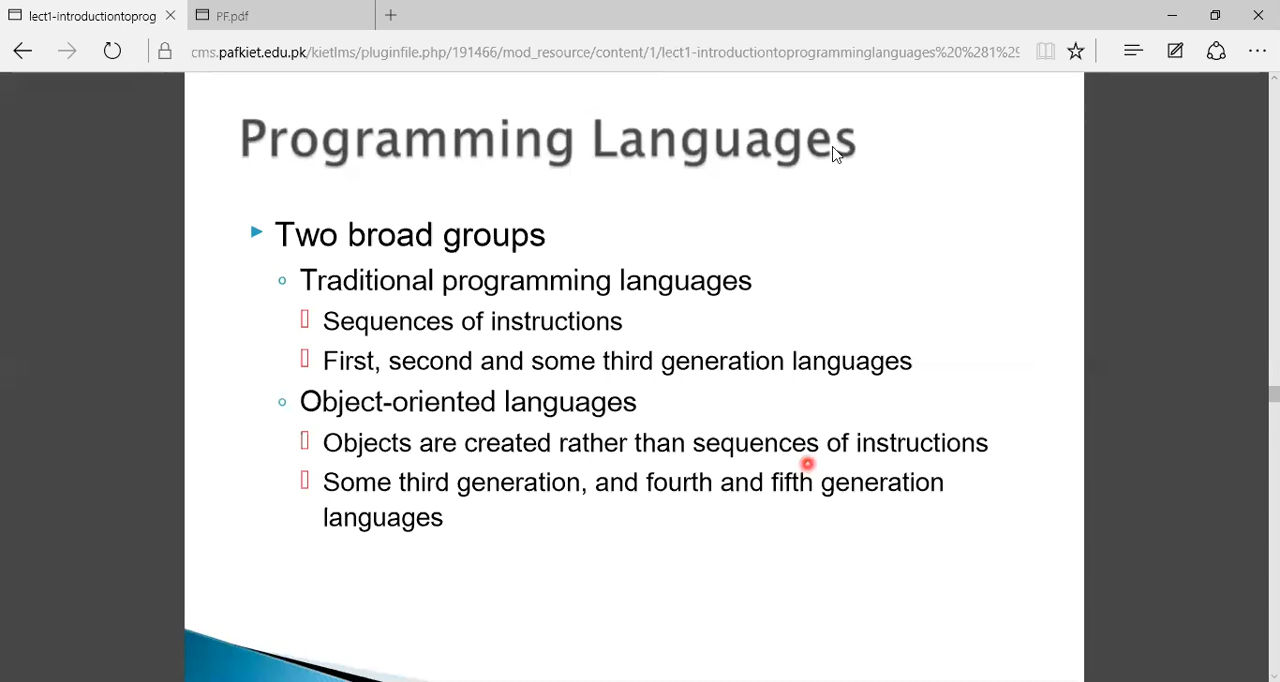 lect1-introductiontoprog
PF.pdf
cms.pafkiet.edu.pk/kietlms/pluginfile.php/191466/mod_resource/content/1/lect1-introductiontoprogramminglanguages%20%281%29
Programming Languages
Two broad groups
Traditional programming languages
Sequences of instructions
First, second and some third generation languages
Object-oriented languages
Objects are created rather than sequences of instructions
Some third generation, and fourth and fifth generation
languages